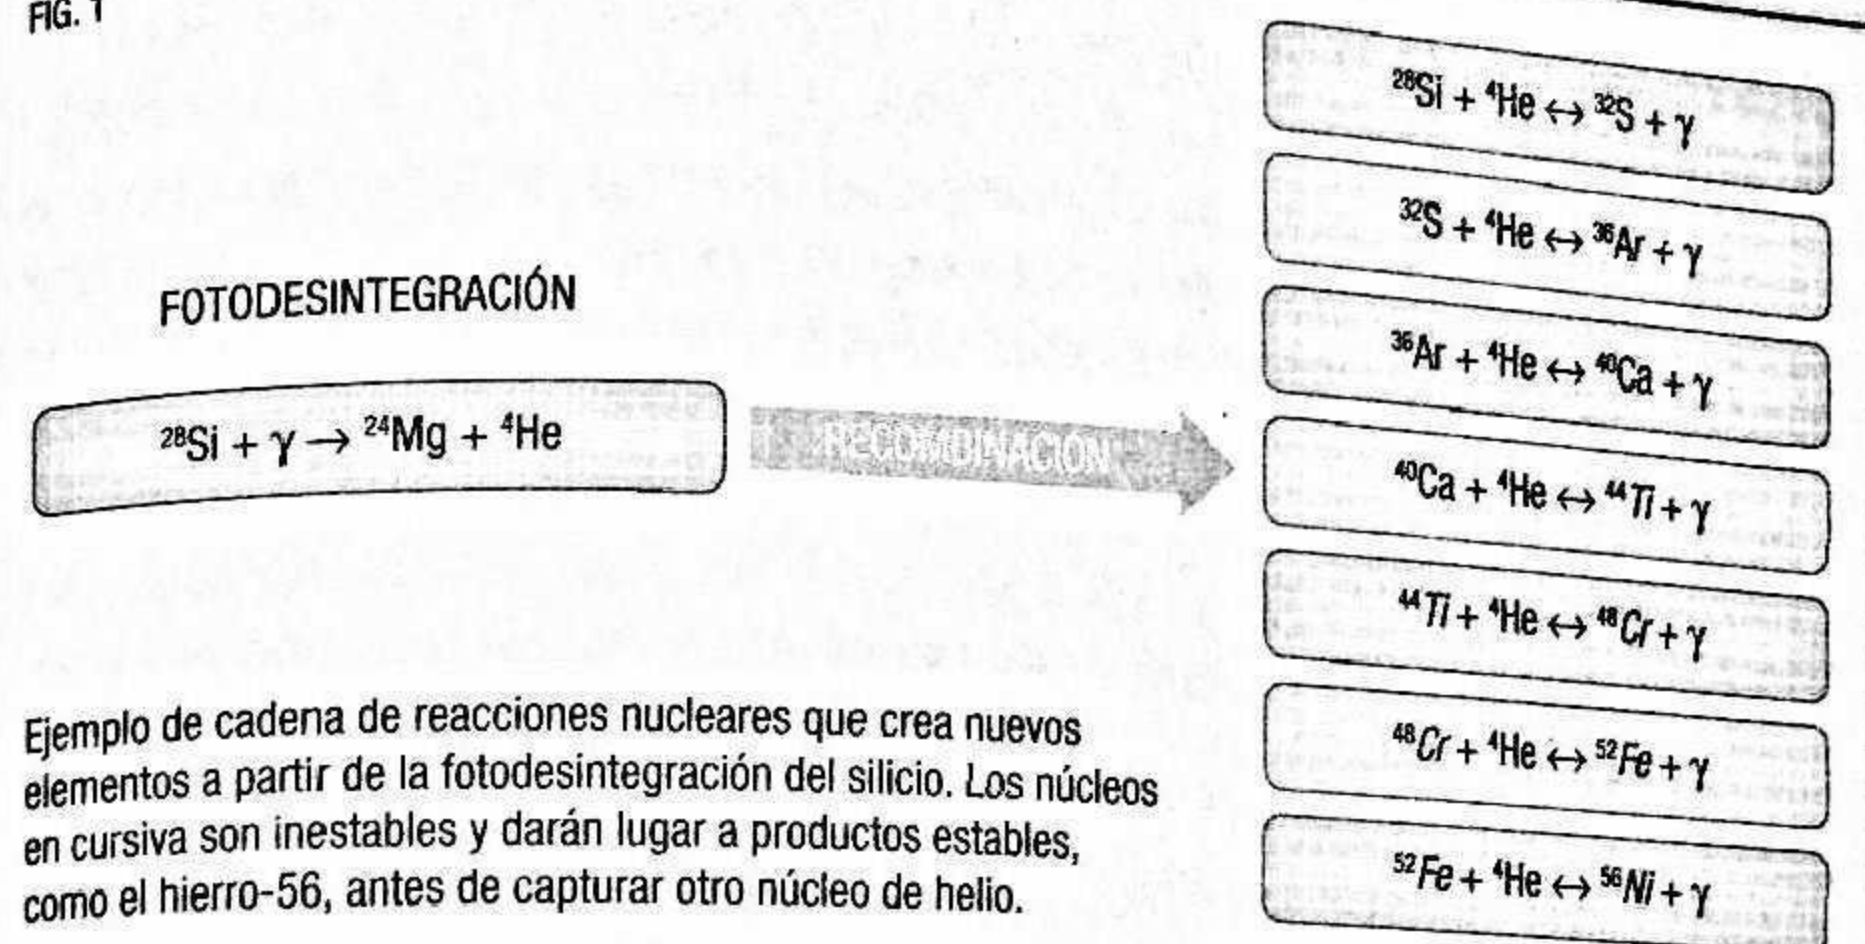 FIG. 1
FOTODESINTEGRACIÓN
²⁸Si + γ → ²⁴Mg + ⁴He
RECOMBINACIÓN
²⁸Si + ⁴He ↔ ³²S + γ
³²S + ⁴He ↔ ³⁶Ar + γ
³⁶Ar + ⁴He ↔ ⁴⁰Ca + γ
⁴⁰Ca + ⁴He ↔ ⁴⁴Ti + γ
⁴⁴Ti + ⁴He ↔ ⁴⁸Cr + γ
⁴⁸Cr + ⁴He ↔ ⁵²Fe + γ
⁵²Fe + ⁴He ↔ ⁵⁶Ni + γ
Ejemplo de cadena de reacciones nucleares que crea nuevos
elementos a partir de la fotodesintegración del silicio. Los núcleos
en cursiva son inestables y darán lugar a productos estables,
como el hierro-56, antes de capturar otro núcleo de helio.